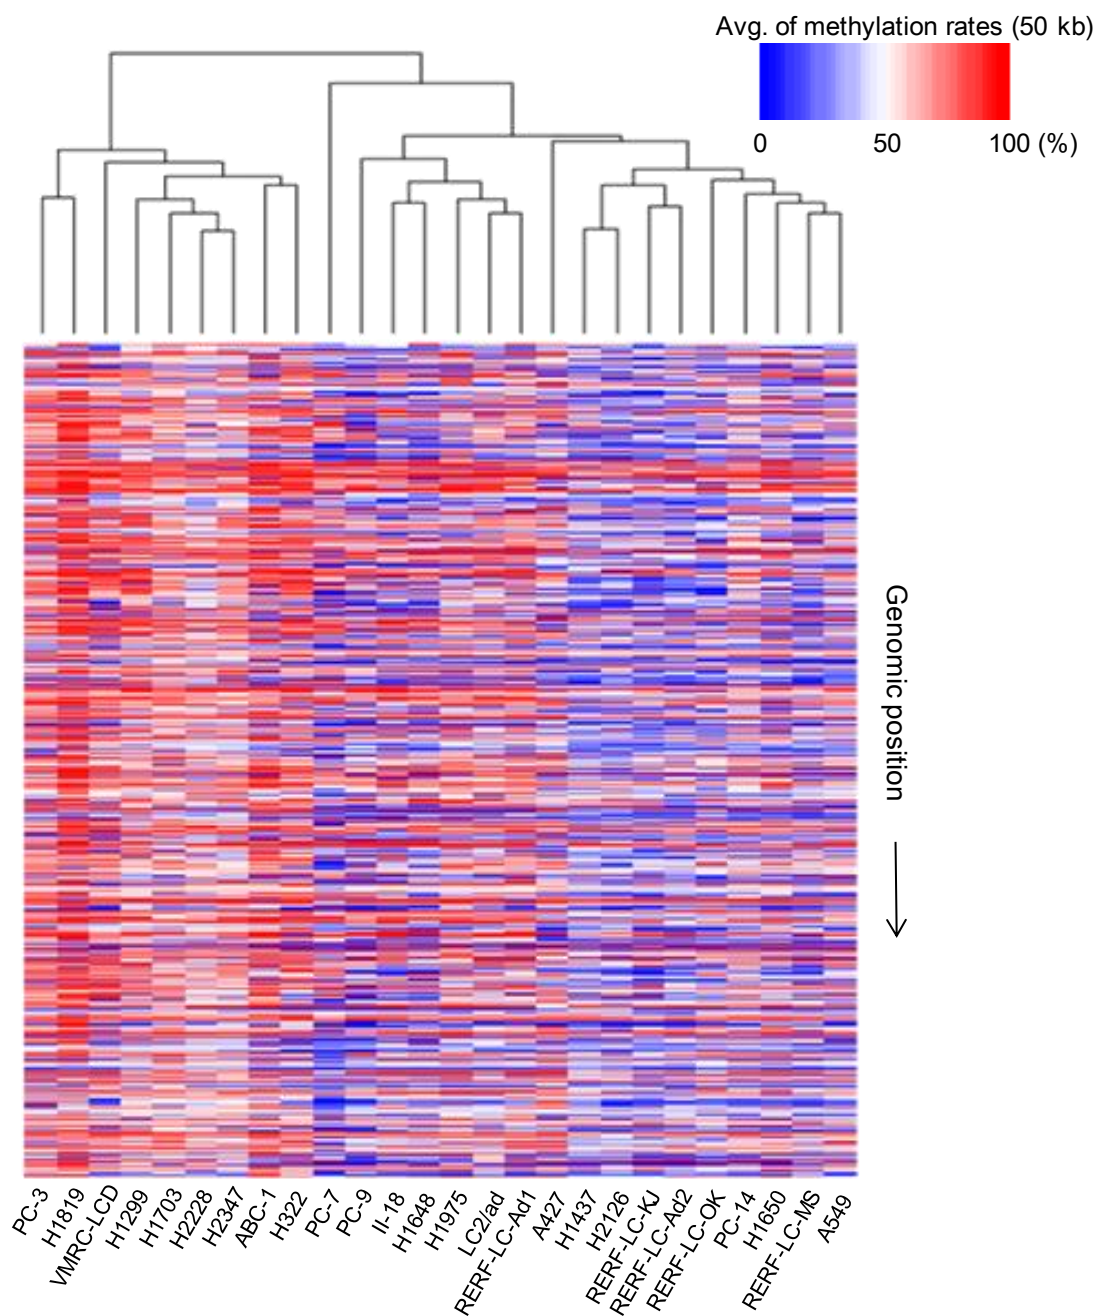 Avg. of methylation rates (50 kb)
0 50 100 (%)
Genomic position
PC-3
H1819
VMRC-LCD
H1299
H1703
H2228
H2347
ABC-1
H322
PC-7
PC-9
II-18
H1648
H1975
LC2/ad
RERF-LC-Ad1
A427
H1437
H2126
RERF-LC-KJ
RERF-LC-Ad2
RERF-LC-OK
PC-14
H1650
RERF-LC-MS
A549